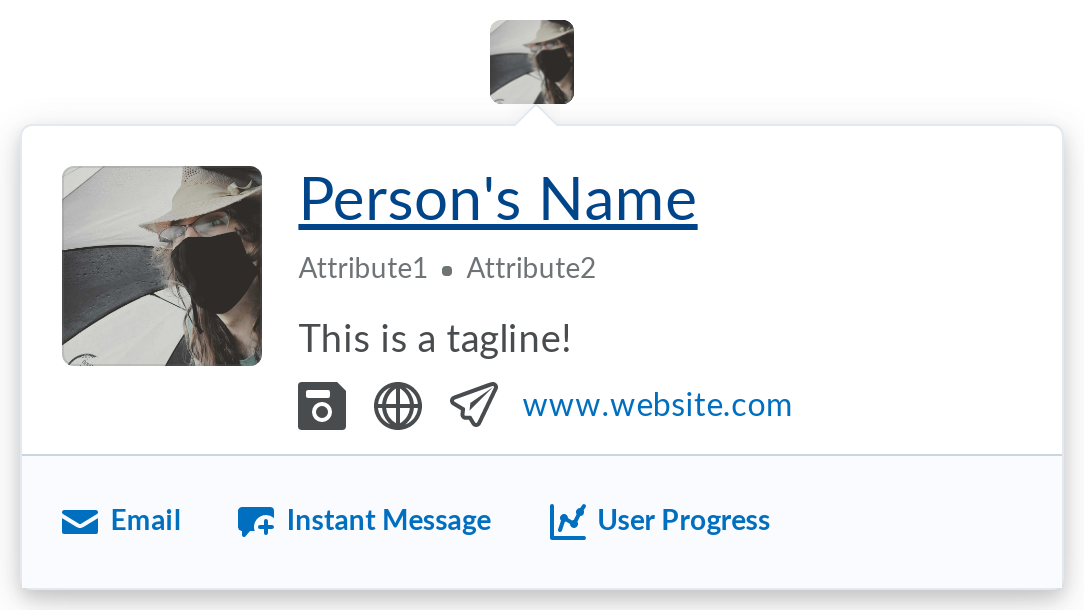 Person's Name
Attribute1 • Attribute2
This is a tagline!
www.website.com
Email Instant Message User Progress